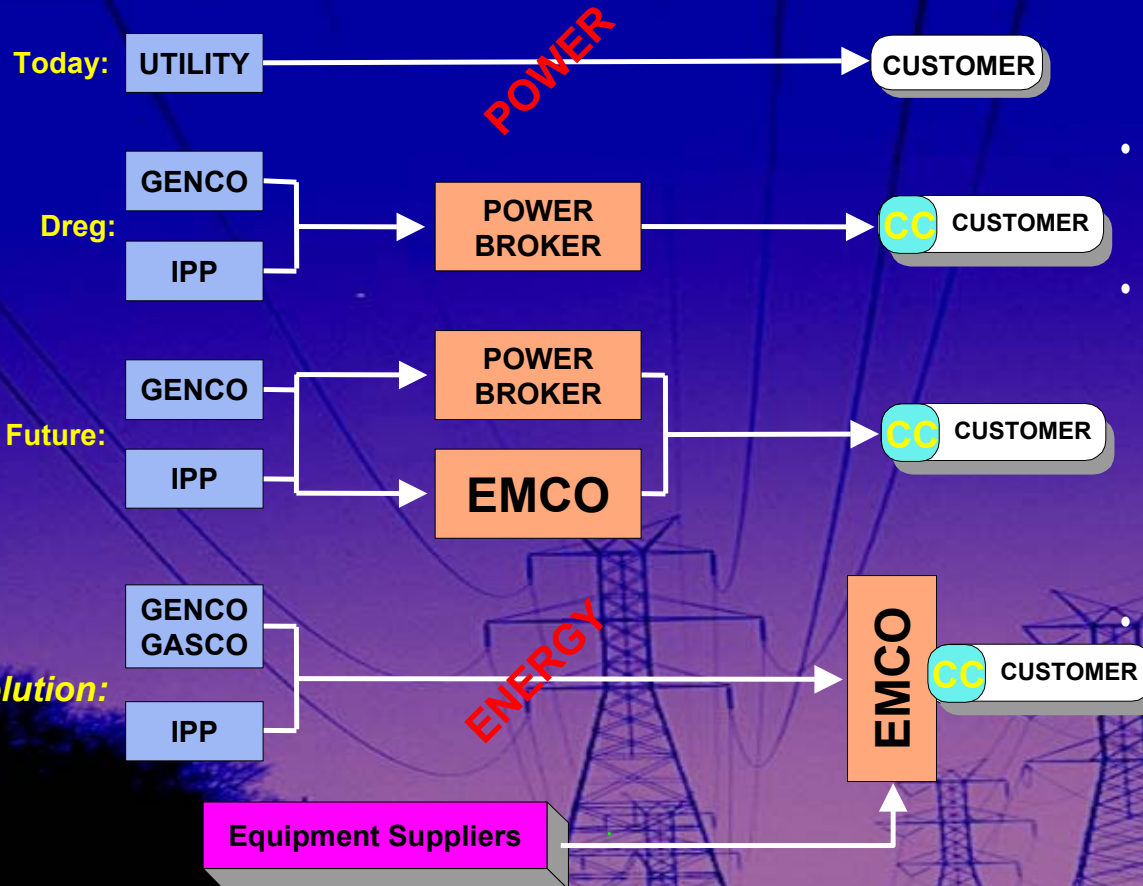 Today:
UTILITY
POWER
CUSTOMER
GENCO
Dreg:
IPP
POWER
BROKER
CC CUSTOMER
GENCO
Future:
IPP
POWER
BROKER
EMCO
CC CUSTOMER
GENCO
GASCO
lution:
IPP
ENERGY
EMCO
CC CUSTOMER
Equipment Suppliers